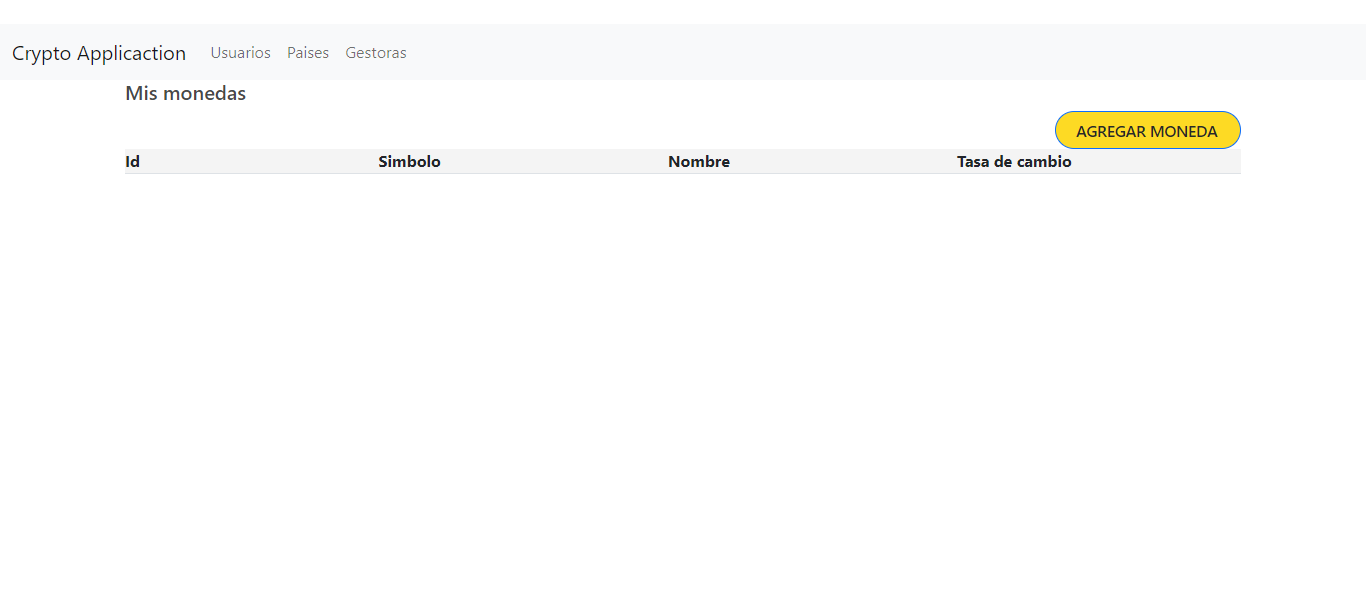 Crypto Applicaction Usuarios Paises Gestoras
Mis monedas
AGREGAR MONEDA
Id Simbolo Nombre Tasa de cambio